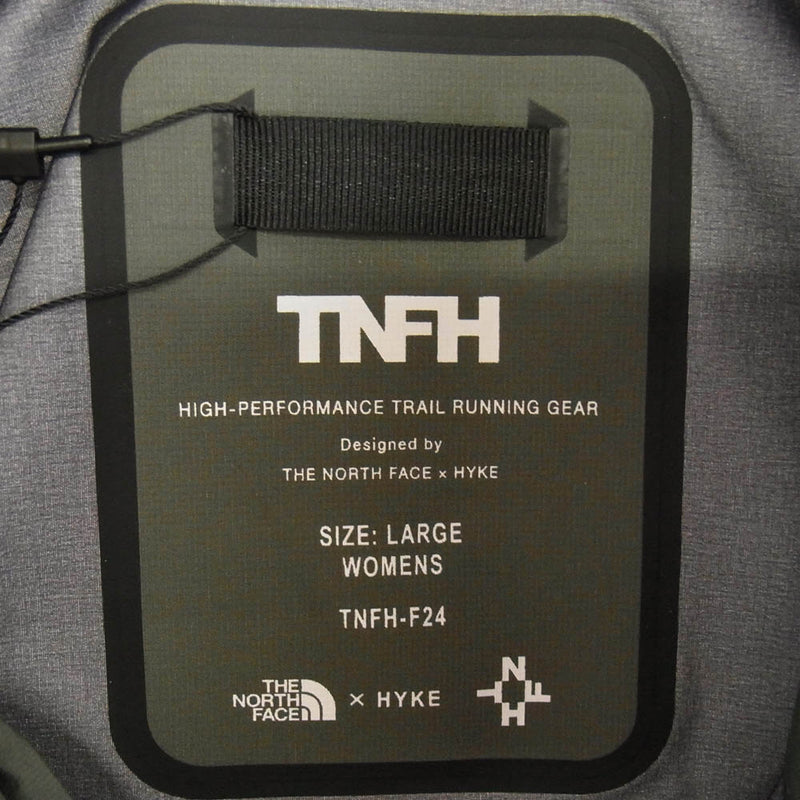 TNFH
HIGH-PERFORMANCE TRAIL RUNNING GEAR
Designed by
THE NORTH FACE × HYKE
SIZE: LARGE
WOMENS
TNFH-F24
THE
NORTH
FACE × HYKE
N
T F
H